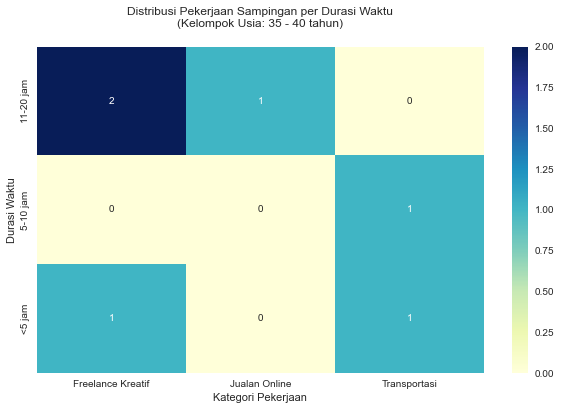 Distribusi Pekerjaan Sampingan per Durasi Waktu
(Kelompok Usia: 35 - 40 tahun)
Durasi Waktu
11-20 jam
2
1
0
5-10 jam
0
0
1
<5 jam
1
0
1
Freelance Kreatif
Jualan Online
Transportasi
Kategori Pekerjaan
2.00
1.75
1.50
1.25
1.00
0.75
0.50
0.25
0.00